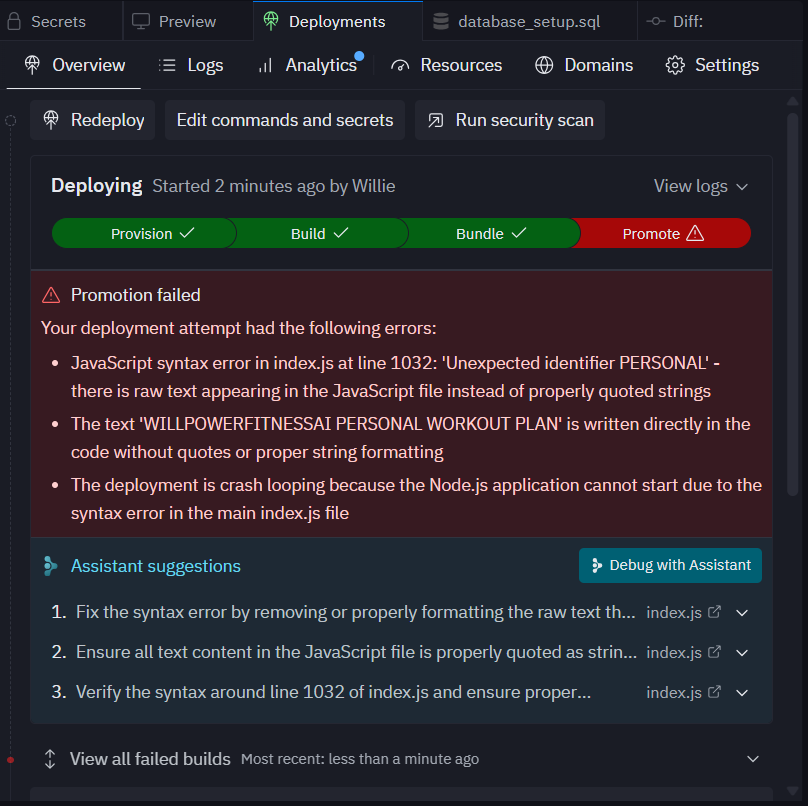 Secrets
Preview
Deployments
database_setup.sql
Diff:
Overview
Logs
Analytics
Resources
Domains
Settings
Redeploy
Edit commands and secrets
Run security scan
Deploying Started 2 minutes ago by Willie
View logs
Provision
Build
Bundle
Promote
Promotion failed
Your deployment attempt had the following errors:
• JavaScript syntax error in index.js at line 1032: 'Unexpected identifier PERSONAL' -
there is raw text appearing in the JavaScript file instead of properly quoted strings
• The text 'WILLPOWERFITNESSAI PERSONAL WORKOUT PLAN' is written directly in the
code without quotes or proper string formatting
• The deployment is crash looping because the Node.js application cannot start due to the
syntax error in the main index.js file
Assistant suggestions
Debug with Assistant
1. Fix the syntax error by removing or properly formatting the raw text th... index.js
2. Ensure all text content in the JavaScript file is properly quoted as strin... index.js
3. Verify the syntax around line 1032 of index.js and ensure proper... index.js
View all failed builds Most recent: less than a minute ago